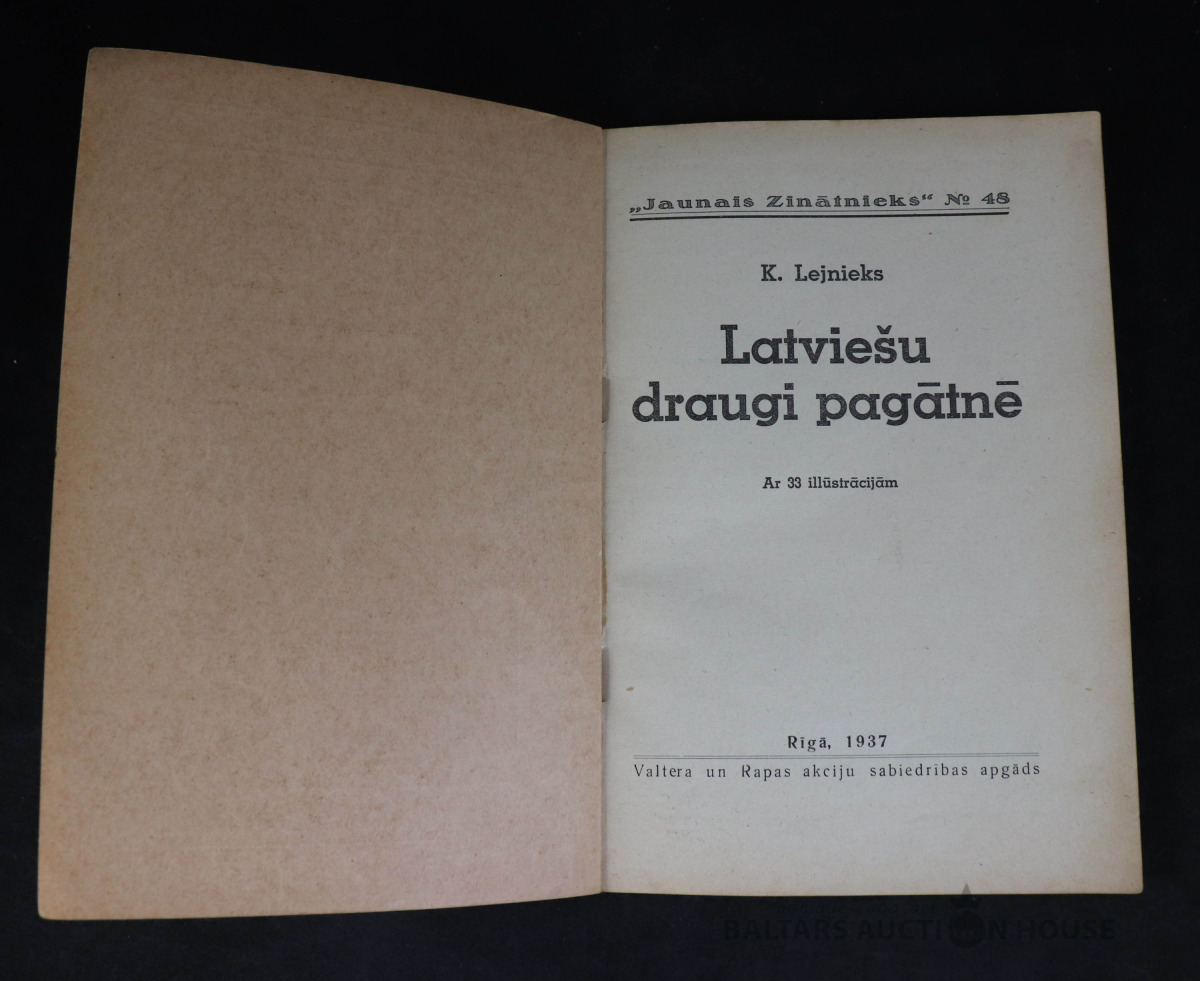 „Jaunais Zinātnieks“ № 48
K. Lejnieks
Latviešu
draugi pagātnē
Ar 33 illūstrācijām
Rīgā, 1937
Valtera un Rapas akciju sabiedrības apgāds
BALTARS AUCTION HOUSE